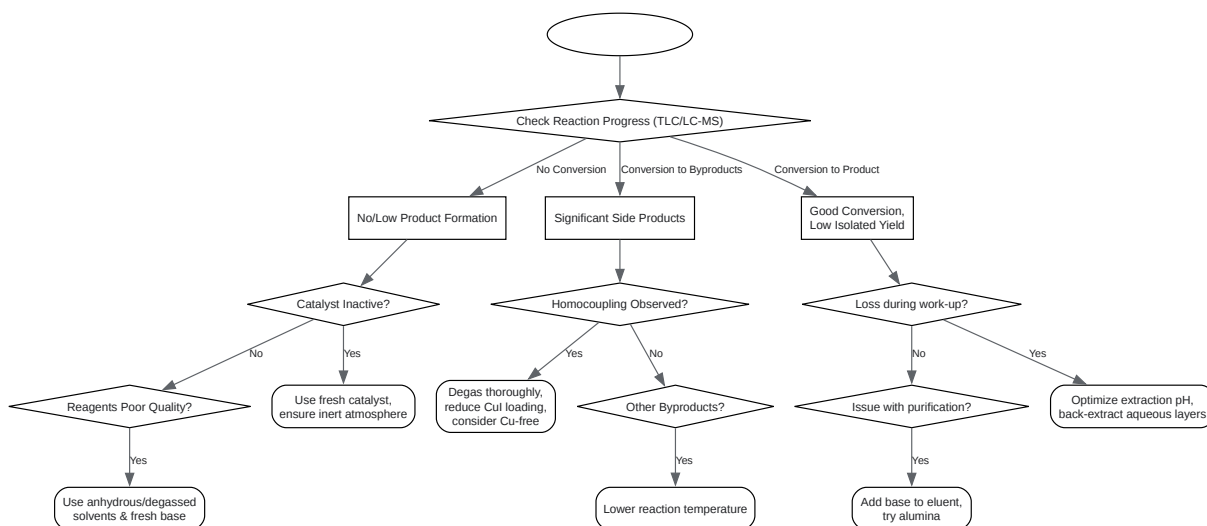 Check Reaction Progress (TLC/LC-MS)
No Conversion
Conversion to Byproducts
Conversion to Product
No/Low Product Formation
Significant Side Products
Good Conversion,
Low Isolated Yield
Catalyst Inactive?
Homocoupling Observed?
Loss during work-up?
No
Yes
Yes
No
No
Yes
Reagents Poor Quality?
Use fresh catalyst,
ensure inert atmosphere
Degas thoroughly,
reduce CuI loading,
consider Cu-free
Other Byproducts?
Issue with purification?
Optimize extraction pH,
back-extract aqueous layers
Yes
Yes
Yes
Use anhydrous/degassed
solvents & fresh base
Lower reaction temperature
Add base to eluent,
try alumina